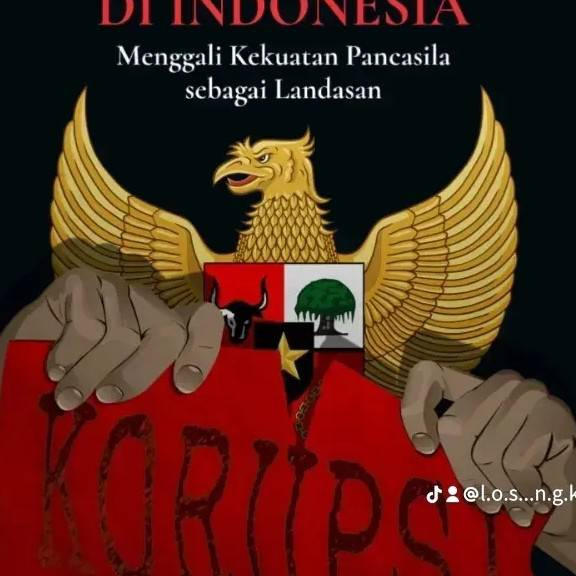 DI INDONESIA
Menggali Kekuatan Pancasila
sebagai Landasan
KORUPSI
@l.o.s...n.g.k